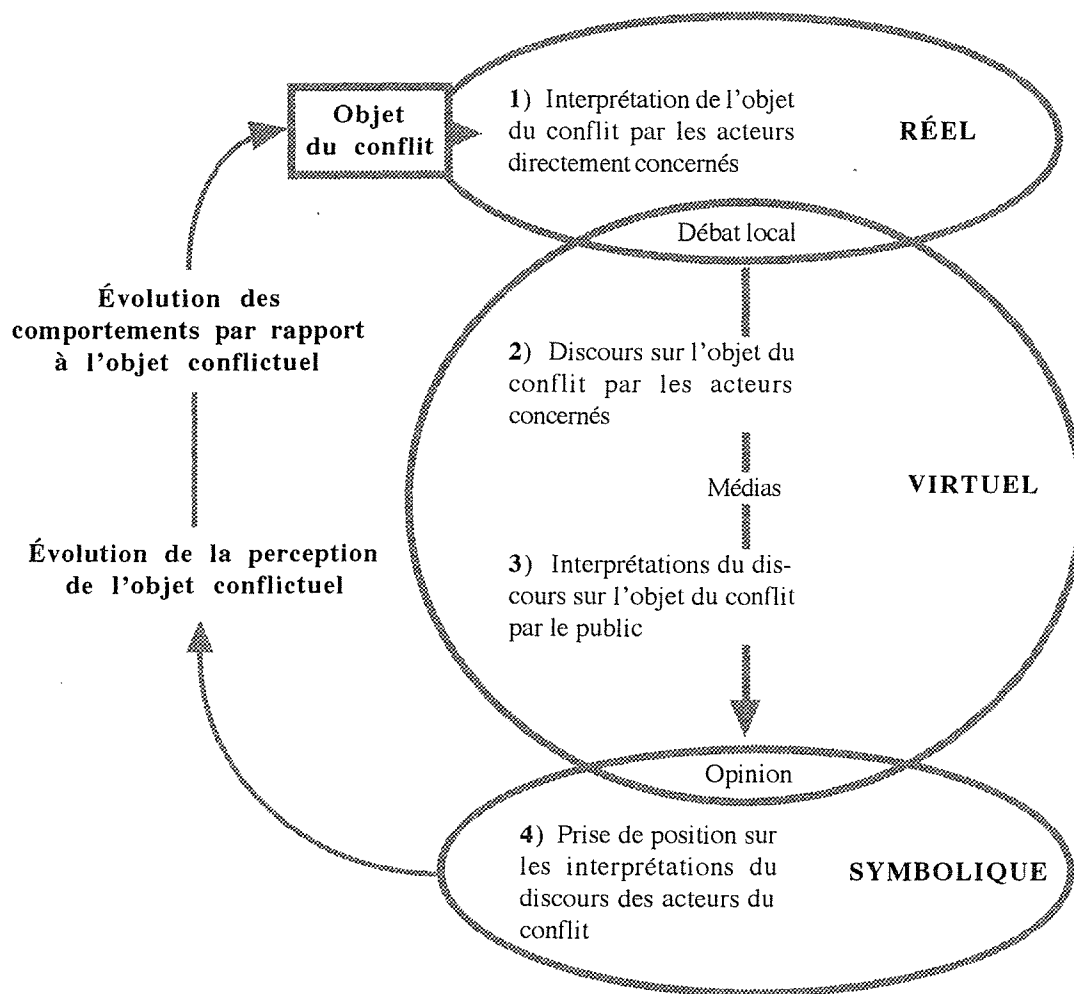 Objet
du conflit
1) Interprétation de l'objet
du conflit par les acteurs
directement concernés
RÉEL
Débat local
Évolution des
comportements par rapport
à l'objet conflictuel
2) Discours sur l'objet du
conflit par les acteurs
concernés
Médias
VIRTUEL
Évolution de la perception
de l'objet conflictuel
3) Interprétations du dis-
cours sur l'objet du conflit
par le public
Opinion
4) Prise de position sur
les interprétations du
discours des acteurs du
conflit
SYMBOLIQUE